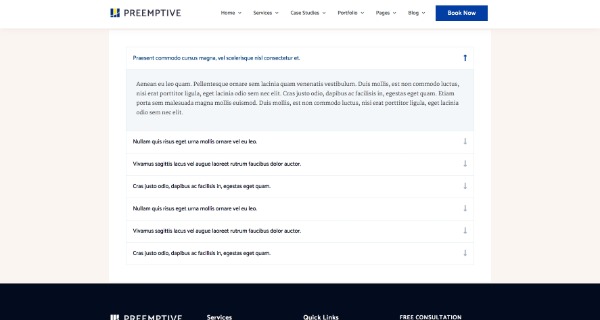 PREEMPTIVE Home Services Case Studies Portfolio Pages Blog Book Now
Praesent commodo cursus magna, vel scelerisque nisl consectetur et.
Aenean eu leo quam. Pellentesque ornare sem lacinia quam venenatis vestibulum. Duis mollis, est non commodo luctus,
nisi erat porttitor ligula, eget lacinia odio sem nec elit. Cras justo odio, dapibus ac facilisis in, egestas eget quam. Etiam
porta sem malesuada magna mollis euismod. Duis mollis, est non commodo luctus, nisi erat porttitor ligula, eget lacinia
odio sem nec elit.
Nullam quis risus eget urna mollis ornare vel eu leo.
Vivamus sagittis lacus vel augue laoreet rutrum faucibus dolor auctor.
Cras justo odio, dapibus ac facilisis in, egestas eget quam.
Nullam quis risus eget urna mollis ornare vel eu leo.
Vivamus sagittis lacus vel augue laoreet rutrum faucibus dolor auctor.
Cras justo odio, dapibus ac facilisis in, egestas eget quam.
PREEMPTIVE Services Quick Links FREE CONSULTATION